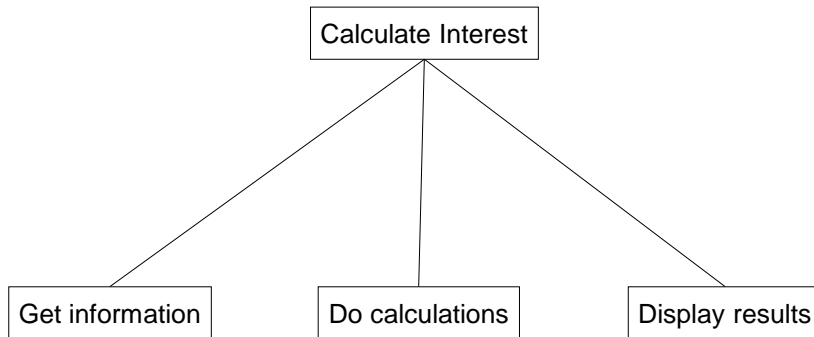 Calculate Interest
Get information
Do calculations
Display results